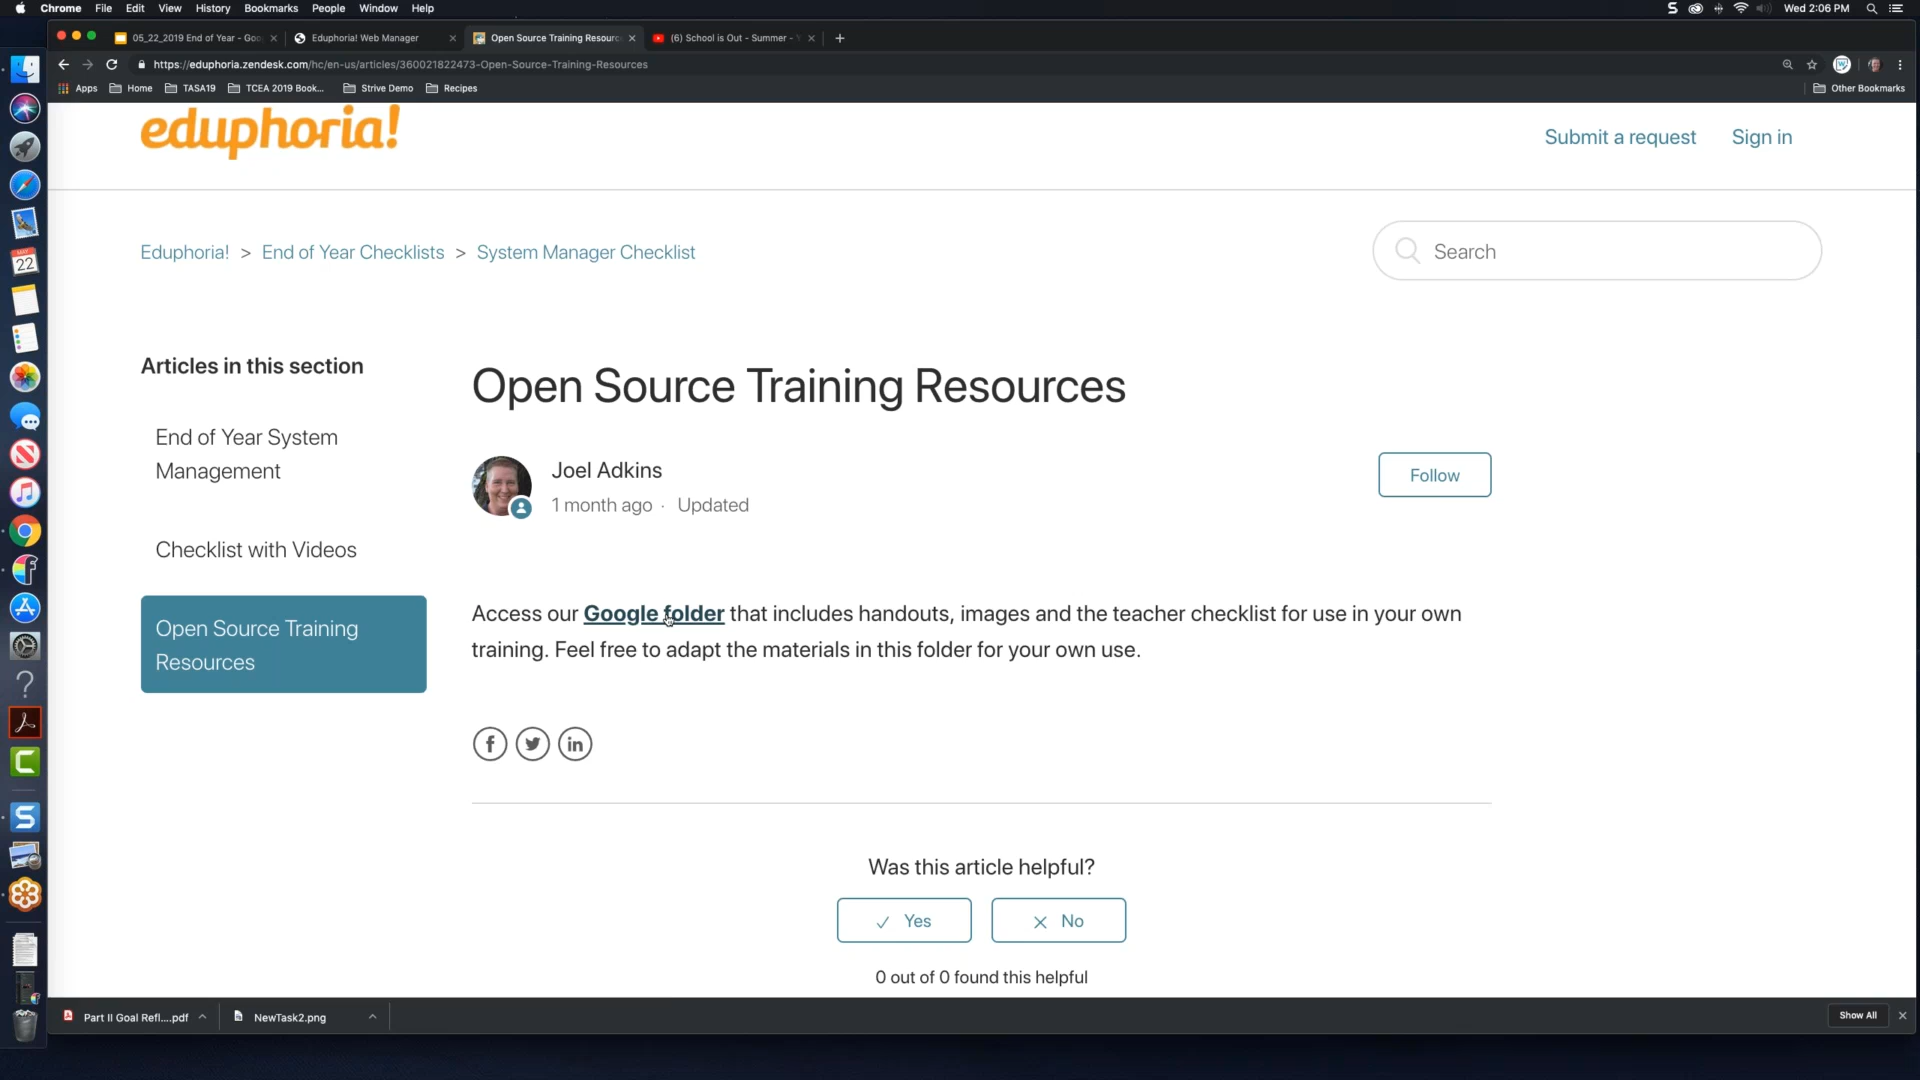 Chrome File Edit View History Bookmarks People Window Help
Wed 2:06 PM
05_22_2019 End of Year - Goo
Eduphoria! Web Manager
Open Source Training Resourc
(6) School is Out - Summer - Y
https://eduphoria.zendesk.com/hc/en-us/articles/360021822473-Open-Source-Training-Resources
Apps Home TASA19 TCEA 2019 Book... Strive Demo Recipes Other Bookmarks
eduphoria!
Submit a request Sign in
Eduphoria! > End of Year Checklists > System Manager Checklist
Search
Articles in this section
End of Year System
Management
Checklist with Videos
Open Source Training
Resources
Open Source Training Resources
Joel Adkins
1 month ago · Updated
Follow
Access our Google folder that includes handouts, images and the teacher checklist for use in your own
training. Feel free to adapt the materials in this folder for your own use.
Was this article helpful?
Yes No
0 out of 0 found this helpful
Part II Goal Refl....pdf NewTask2.png Show All
MAY
22